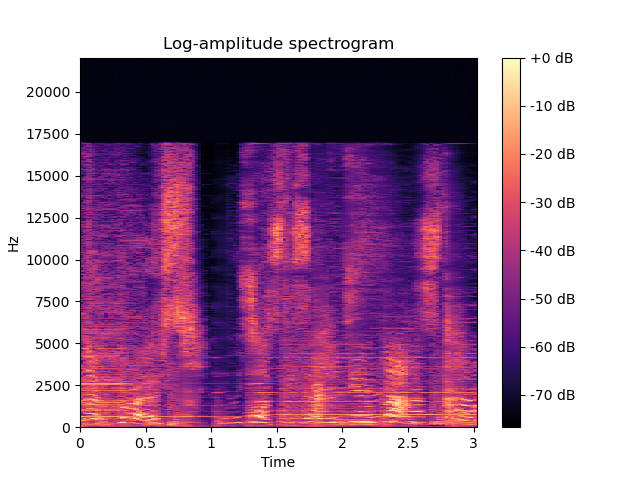 Log-amplitude spectrogram
Hz
20000
17500
15000
12500
10000
7500
5000
2500
0
0 0.5 1 1.5 2 2.5 3
Time
+0 dB
-10 dB
-20 dB
-30 dB
-40 dB
-50 dB
-60 dB
-70 dB